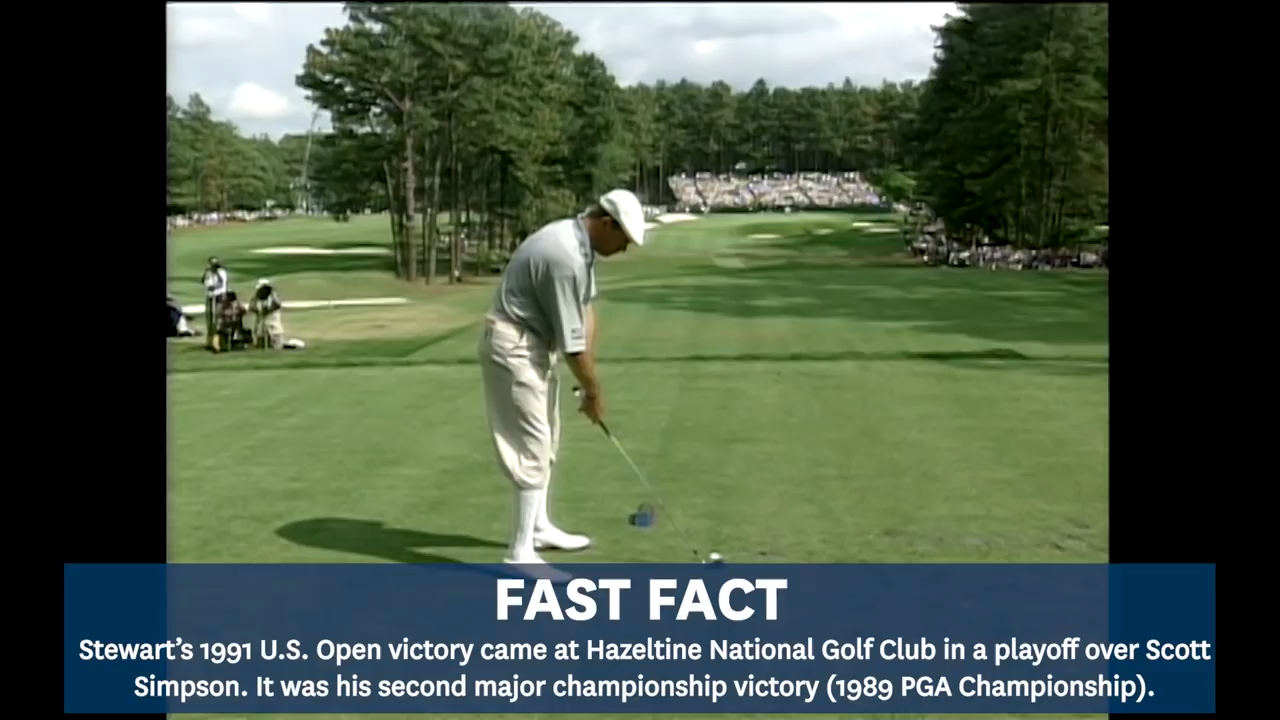 FAST FACT
Stewart’s 1991 U.S. Open victory came at Hazeltine National Golf Club in a playoff over Scott
Simpson. It was his second major championship victory (1989 PGA Championship).